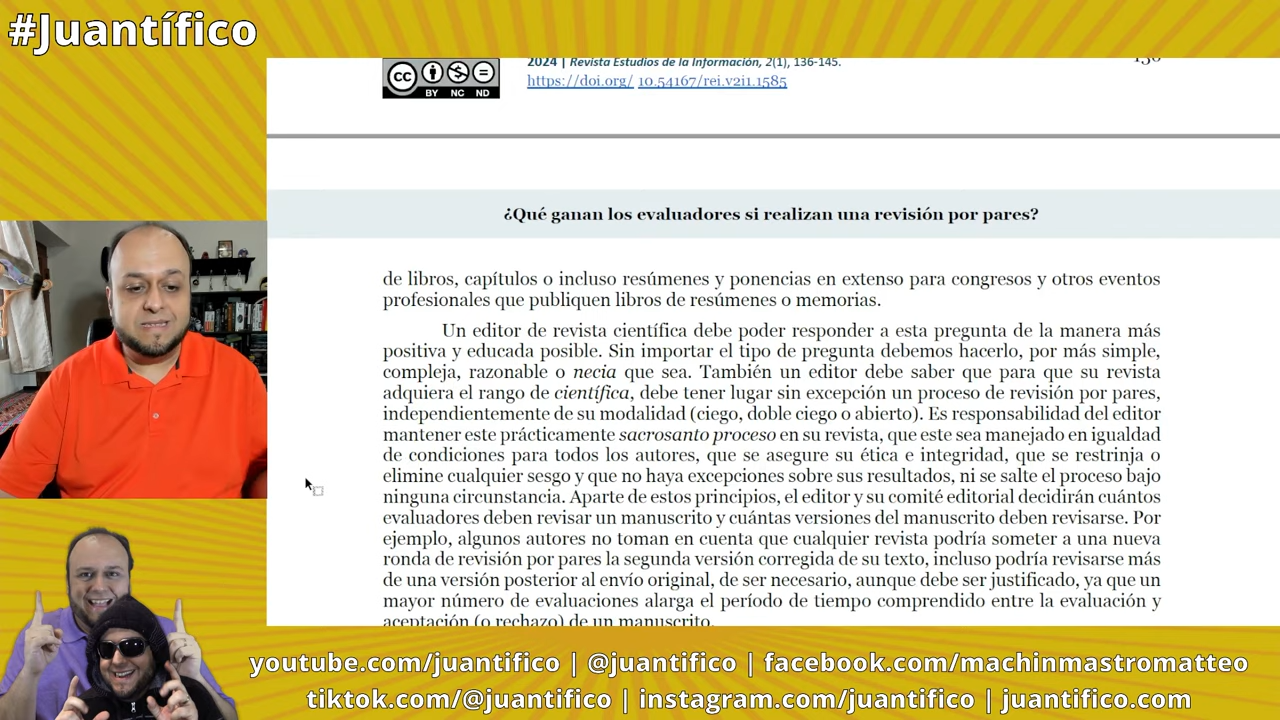 #Juantífico
2024 | Revista Estudios de la Información, 2(1), 136-145.
https://doi.org/ 10.54167/rei.v2i1.1585
cc
BY NC ND
¿Qué ganan los evaluadores si realizan una revisión por pares?
de libros, capítulos o incluso resúmenes y ponencias en extenso para congresos y otros eventos
profesionales que publiquen libros de resúmenes o memorias.
Un editor de revista científica debe poder responder a esta pregunta de la manera más
positiva y educada posible. Sin importar el tipo de pregunta debemos hacerlo, por más simple,
compleja, razonable o necia que sea. También un editor debe saber que para que su revista
adquiera el rango de científica, debe tener lugar sin excepción un proceso de revisión por pares,
independientemente de su modalidad (ciego, doble ciego o abierto). Es responsabilidad del editor
mantener este prácticamente sacrosanto proceso en su revista, que este sea manejado en igualdad
de condiciones para todos los autores, que se asegure su ética e integridad, que se restrinja o
elimine cualquier sesgo y que no haya excepciones sobre sus resultados, ni se salte el proceso bajo
ninguna circunstancia. Aparte de estos principios, el editor y su comité editorial decidirán cuántos
evaluadores deben revisar un manuscrito y cuántas versiones del manuscrito deben revisarse. Por
ejemplo, algunos autores no toman en cuenta que cualquier revista podría someter a una nueva
ronda de revisión por pares la segunda versión corregida de su texto, incluso podría revisarse más
de una versión posterior al envío original, de ser necesario, aunque debe ser justificado, ya que un
mayor número de evaluaciones alarga el período de tiempo comprendido entre la evaluación y
aceptación (o rechazo) de un manuscrito.
youtube.com/juantifico | @juantifico | facebook.com/machinmastromatteo
tiktok.com/@juantifico | instagram.com/juantifico | juantifico.com